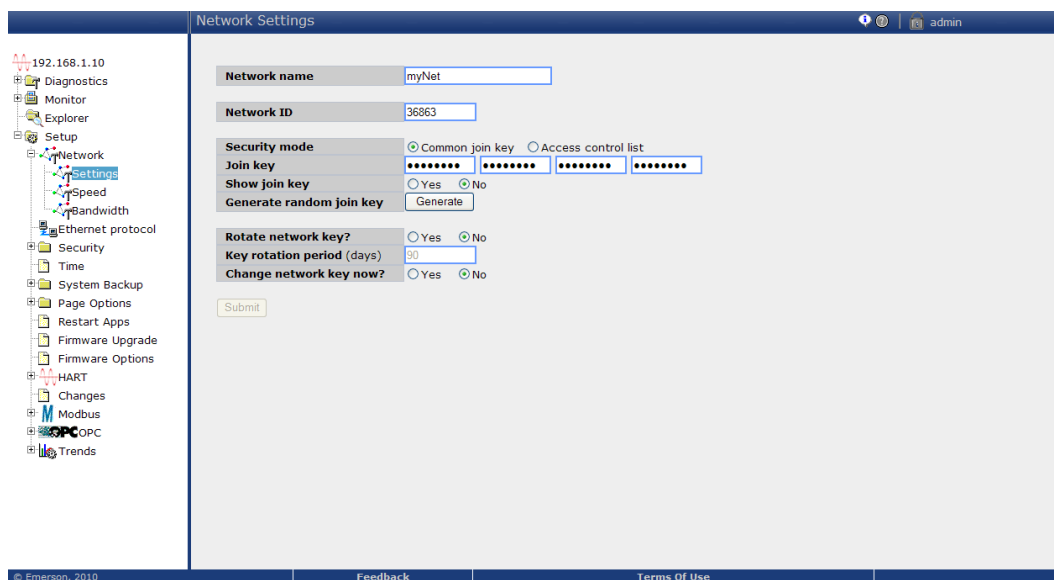 Network Settings
admin
192.168.1.10
Diagnostics
Monitor
Explorer
Setup
Network
Settings
Speed
Bandwidth
Ethernet protocol
Security
Time
System Backup
Page Options
Restart Apps
Firmware Upgrade
Firmware Options
HART
Changes
Modbus
OPC OPC
Trends
Network name myNet
Network ID 36863
Security mode Common join key Access control list
Join key •••••••• •••••••• •••••••• ••••••••
Show join key Yes No
Generate random join key Generate
Rotate network key? Yes No
Key rotation period (days) 90
Change network key now? Yes No
Submit
© Emerson, 2010 Feedback Terms Of Use